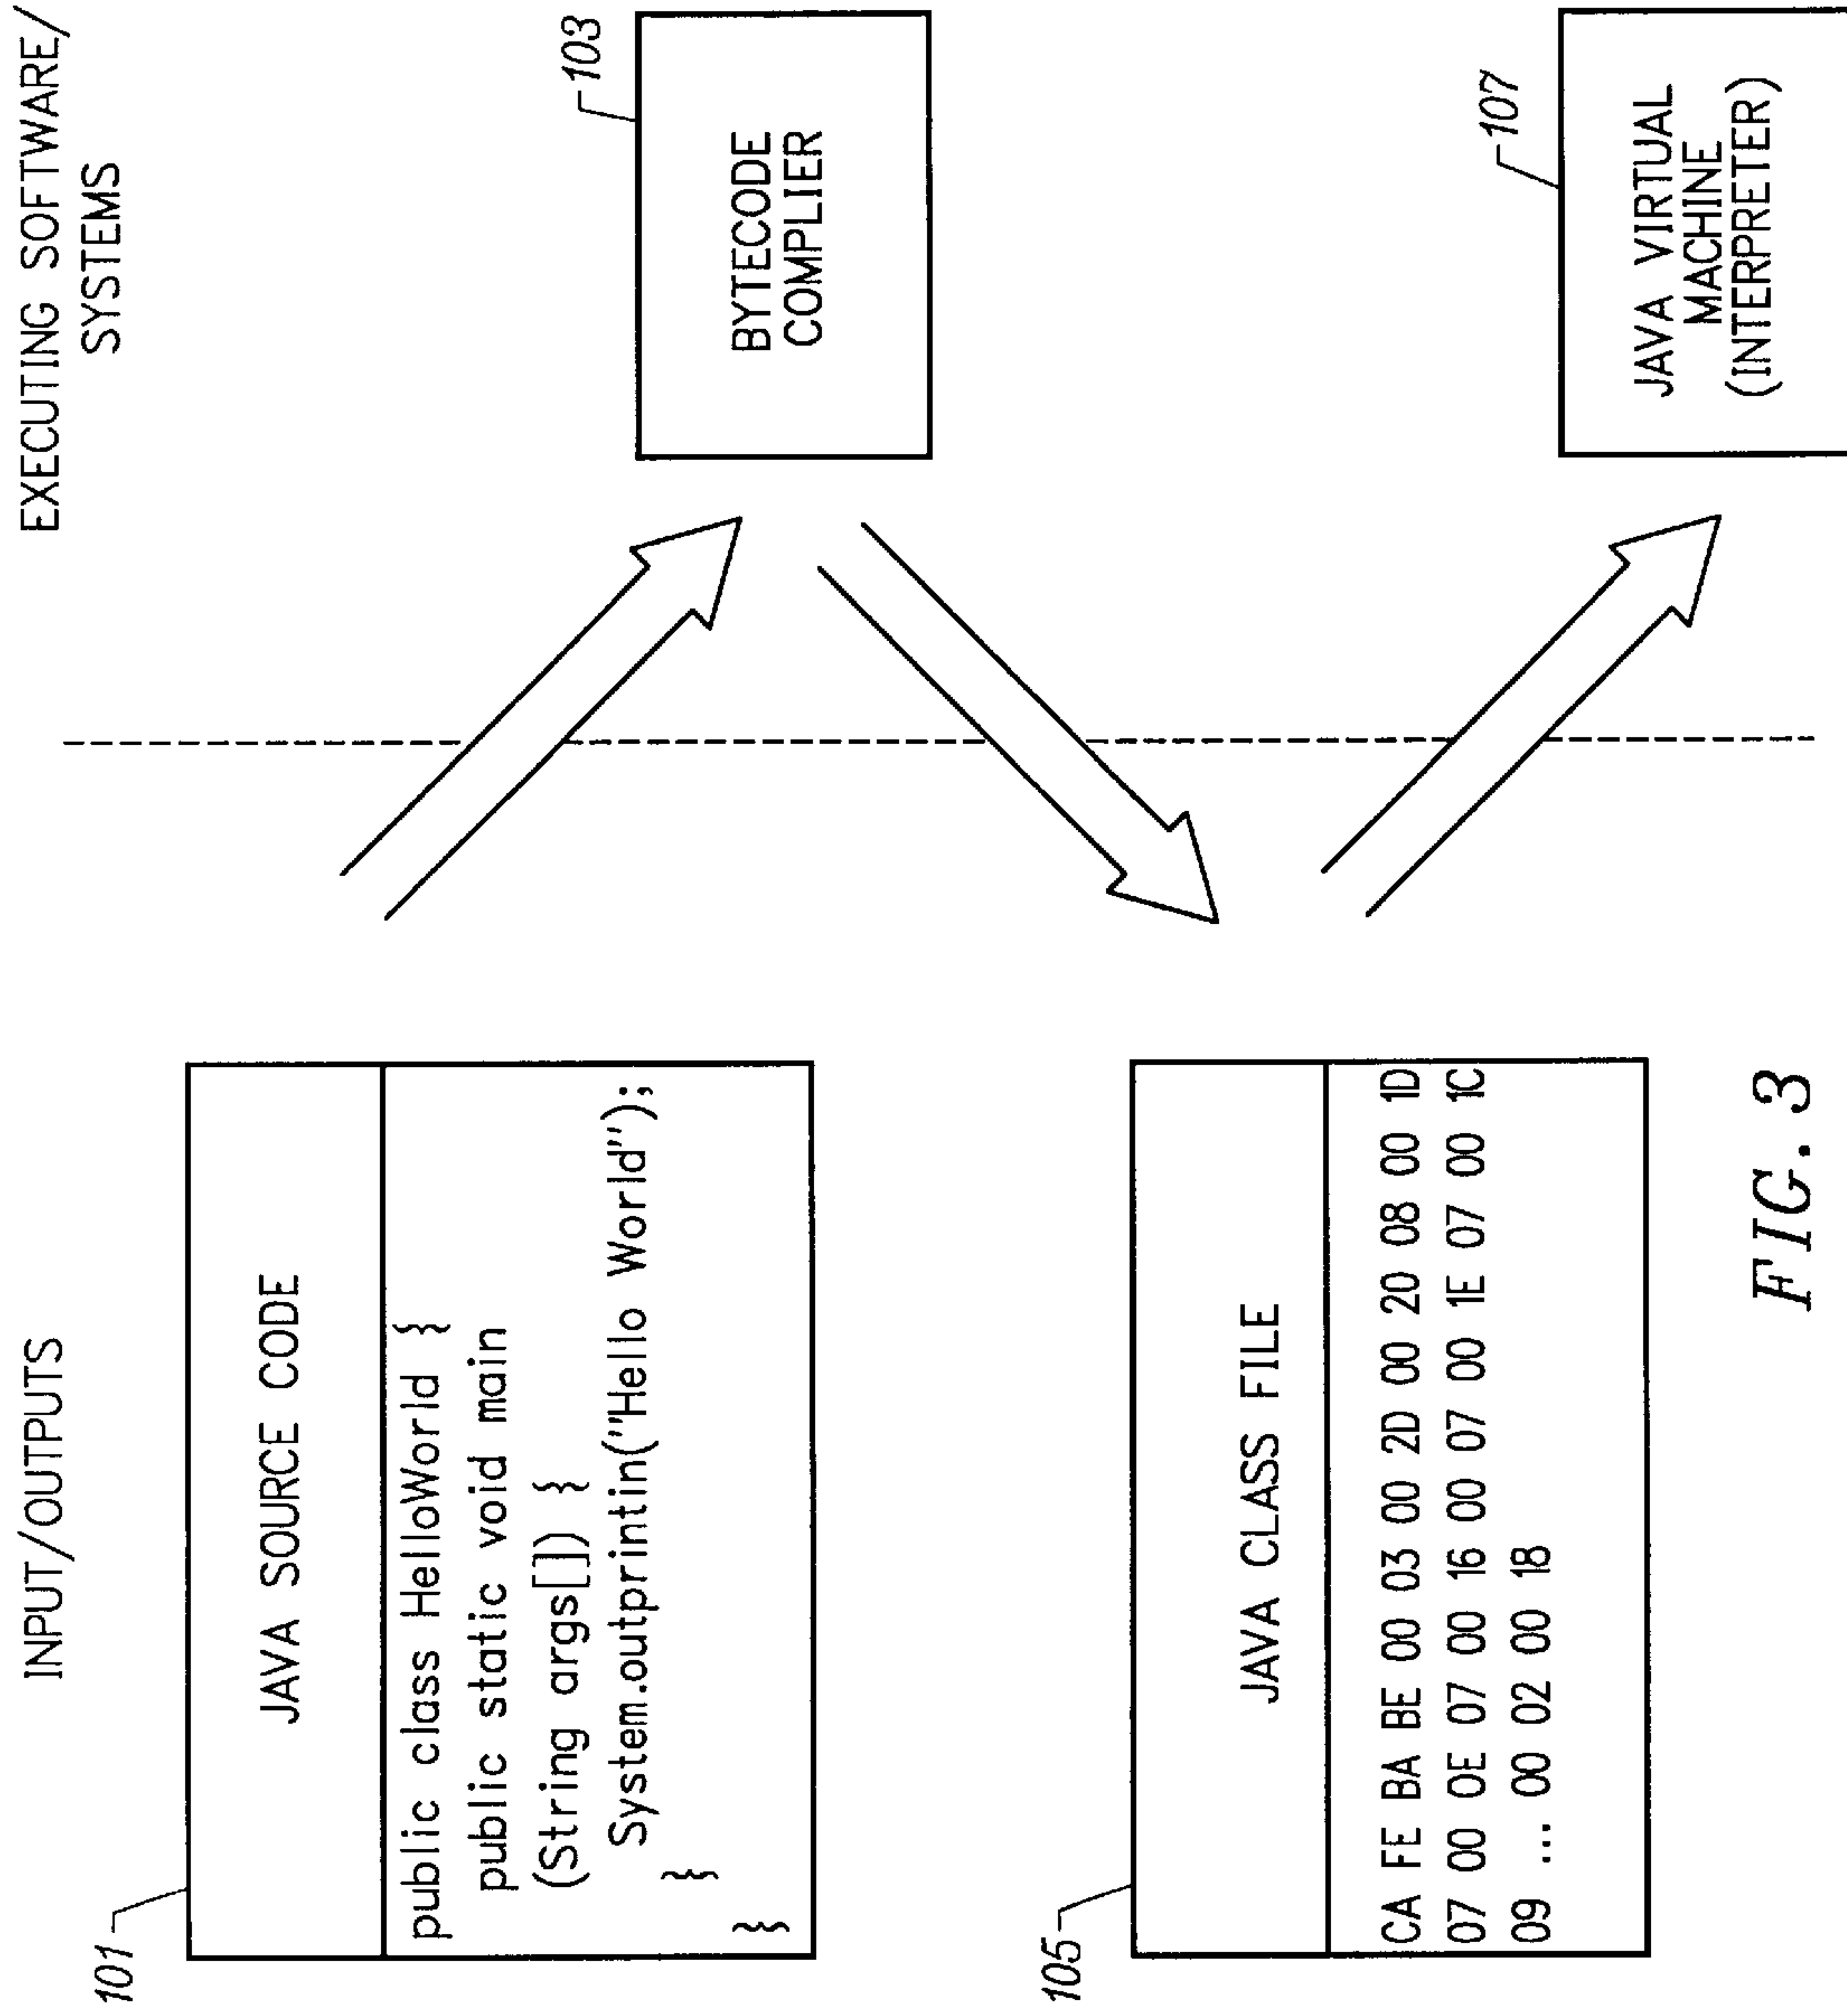 INPUT/OUTPUTS
EXECUTING SOFTWARE/
SYSTEMS
101
JAVA SOURCE CODE
public class HelloWorld {
public static void main
(String args[]) {
System.outprintin("Hello World");
}
}
103
BYTECODE
COMPLIER
105
JAVA CLASS FILE
CA FE BA BE 00 03 00 2D 00 20 08 00 1D
07 00 0E 07 00 16 00 07 00 1E 07 00 1C
09 ... 00 02 00 18
107
JAVA VIRTUAL
MACHINE
(INTERPRETER)
FIG. 3